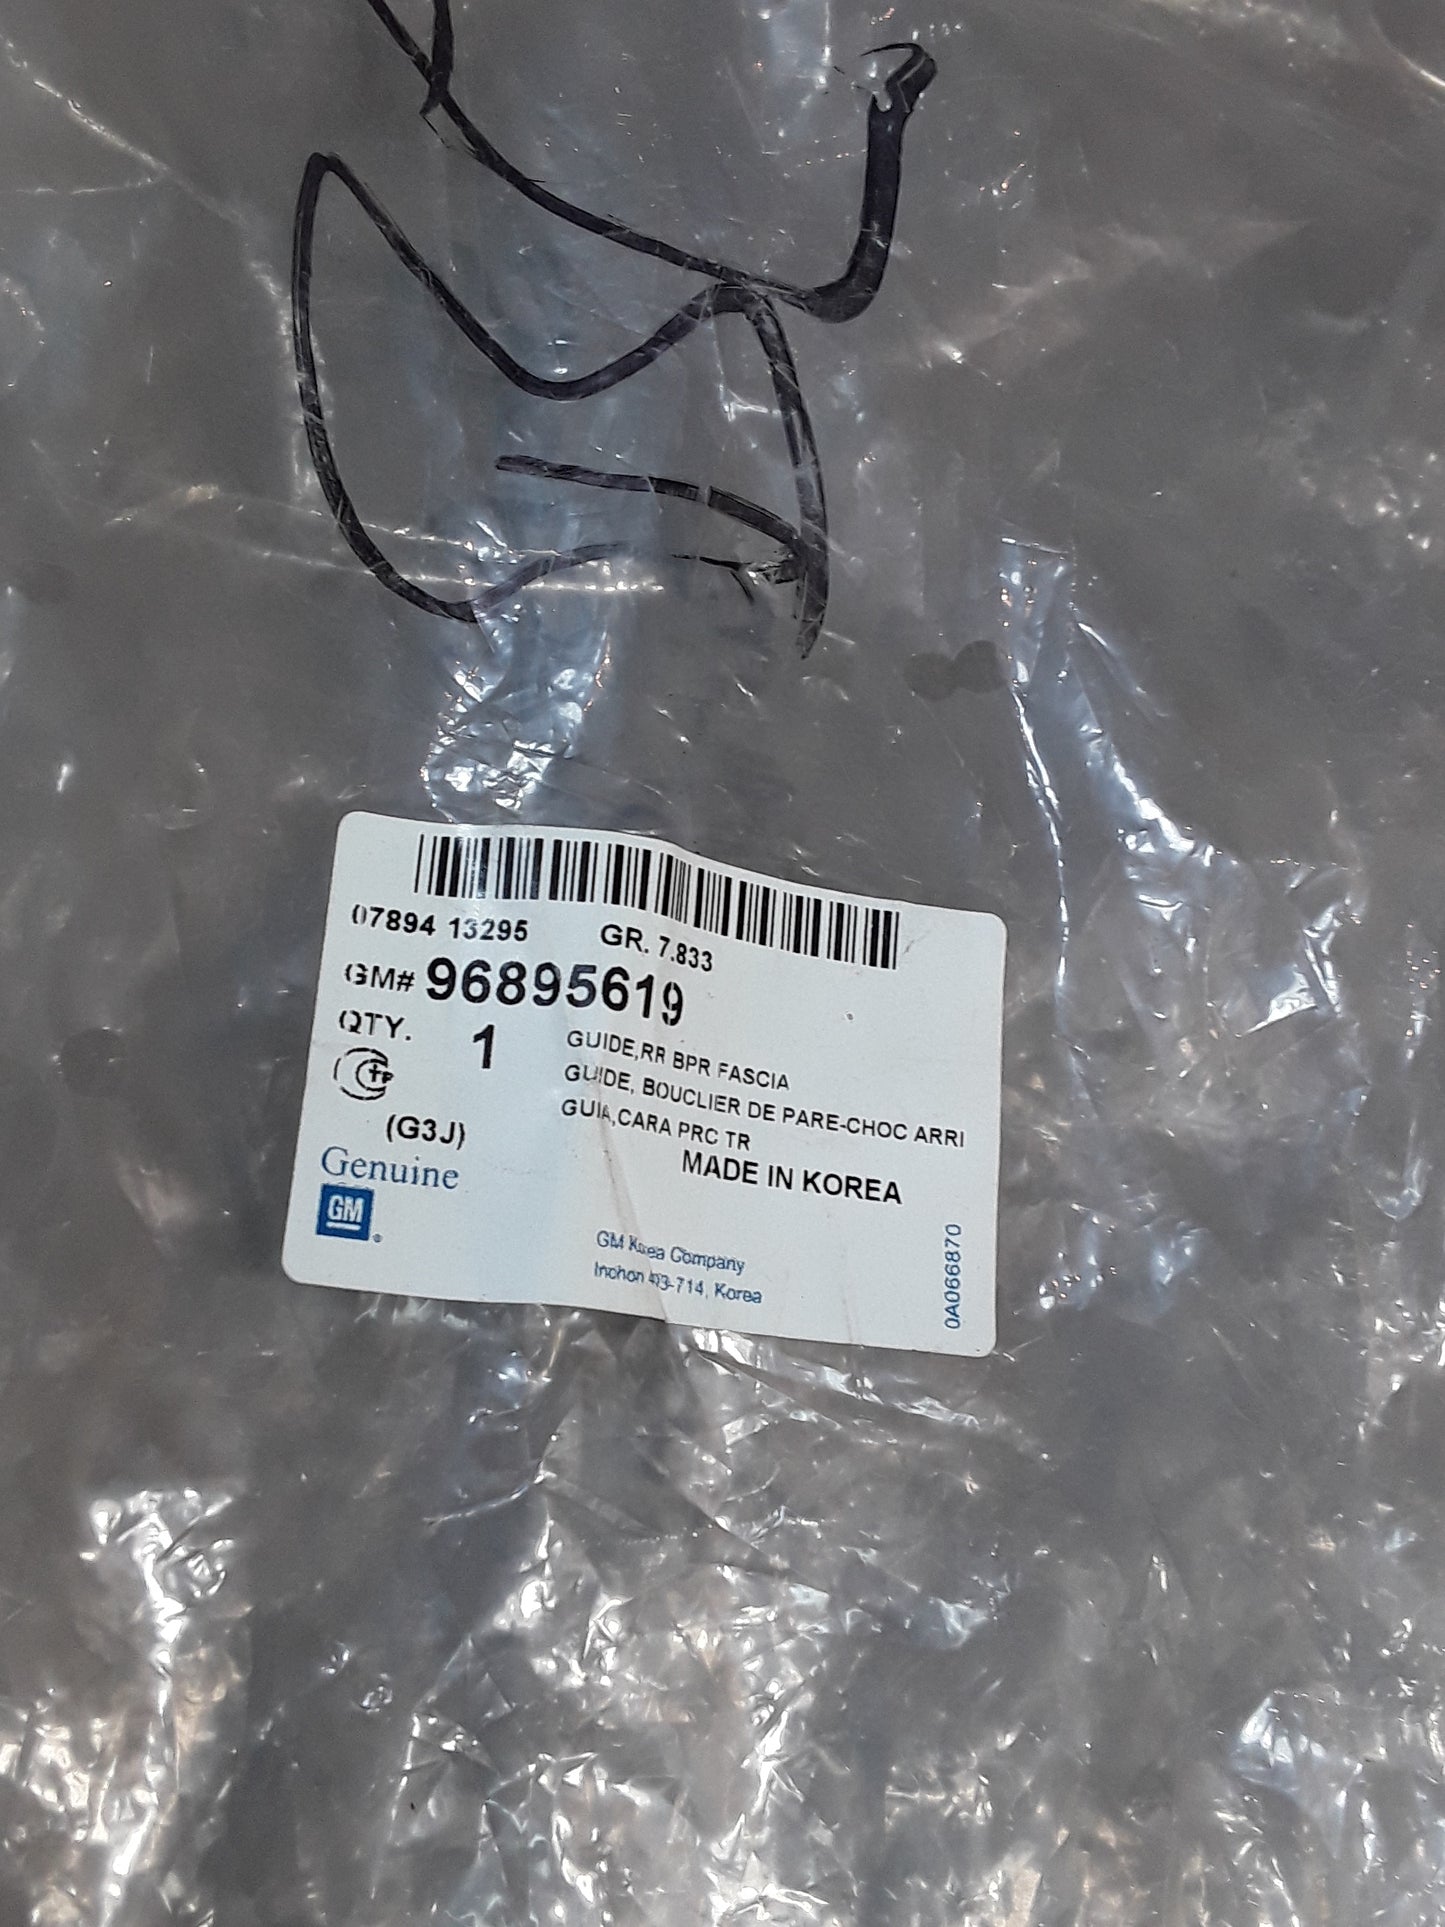 07894 13295 GR. 7.833
GM# 96895619
QTY. 1
GUIDE,RR BPR FASCIA
GUIDE, BOUCLIER DE PARE-CHOC ARRI
GUIA,CARA PRC TR
(G3J)
MADE IN KOREA
Genuine
GM
GM Korea Company
Inchon 403-714, Korea
0A066870